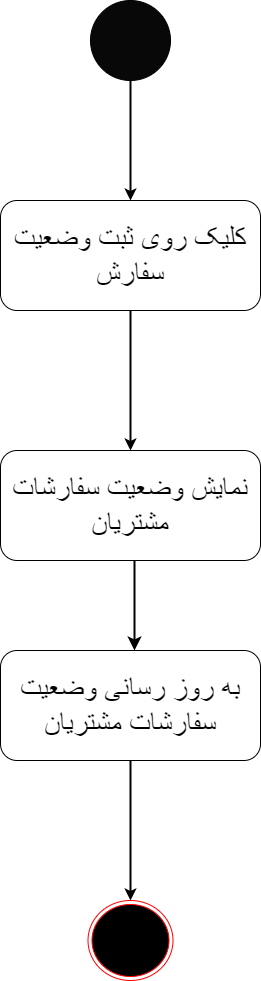 کلیک روی ثبت وضعیت
سفارش
نمایش وضعیت سفارشات
مشتریان
به روز رسانی وضعیت
سفارشات مشتریان